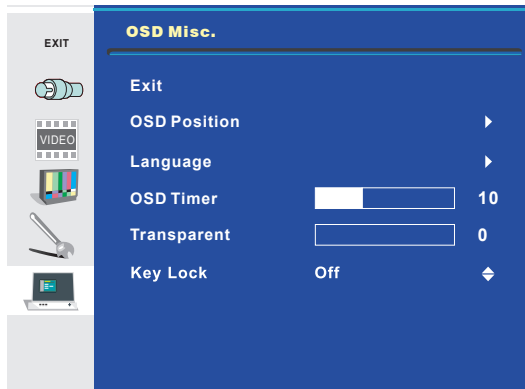 EXIT
VIDEO
OSD Misc.
Exit
OSD Position
Language
OSD Timer 10
Transparent 0
Key Lock Off